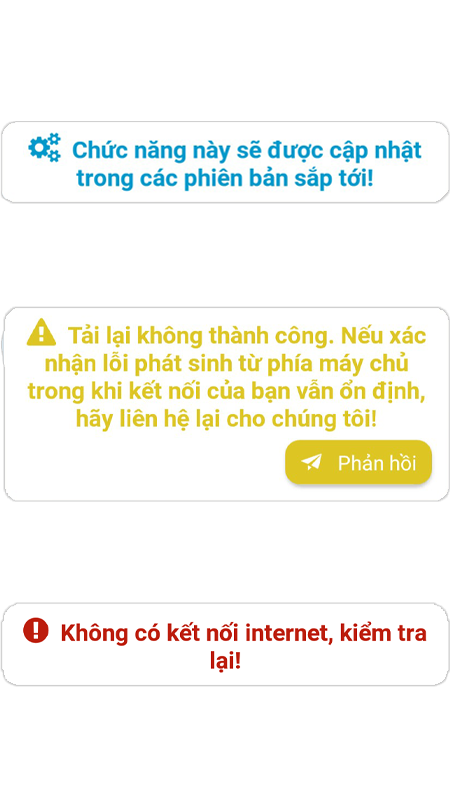 Chức năng này sẽ được cập nhật
trong các phiên bản sắp tới!
Tải lại không thành công. Nếu xác
nhận lỗi phát sinh từ phía máy chủ
trong khi kết nối của bạn vẫn ổn định,
hãy liên hệ lại cho chúng tôi!
Phản hồi
Không có kết nối internet, kiểm tra
lại!